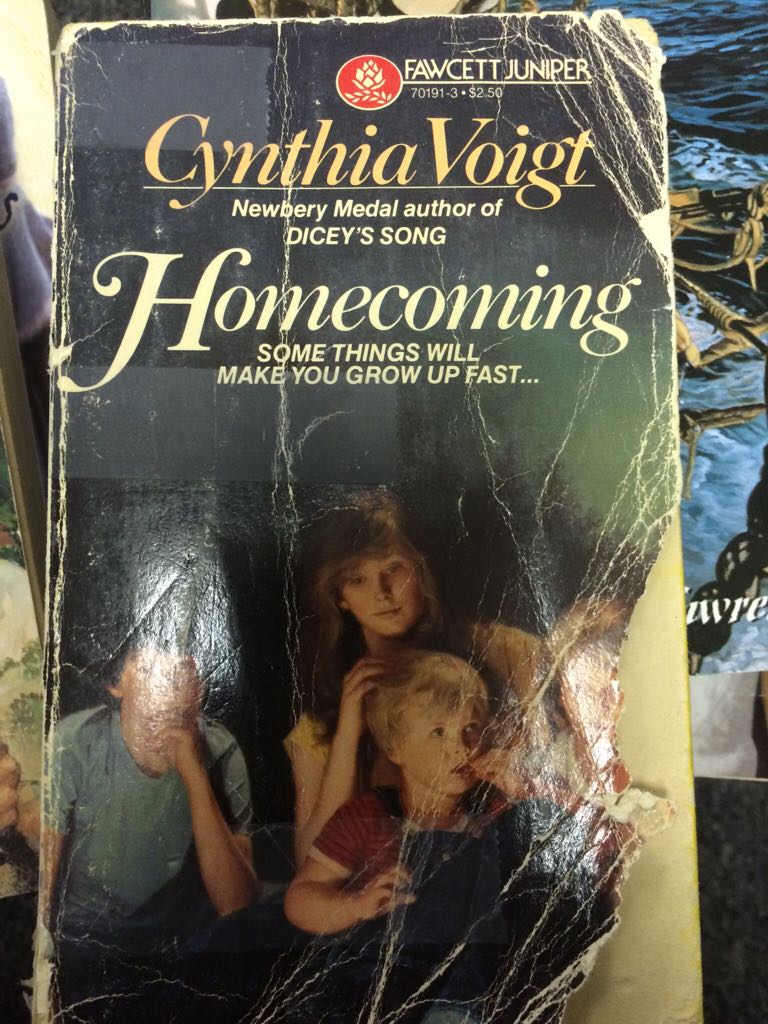 FAWCETT JUNIPER
70191-3 • $2.50
Cynthia Voigt
Newbery Medal author of
DICEY'S SONG
Homecoming
SOME THINGS WILL
MAKE YOU GROW UP FAST...
awre